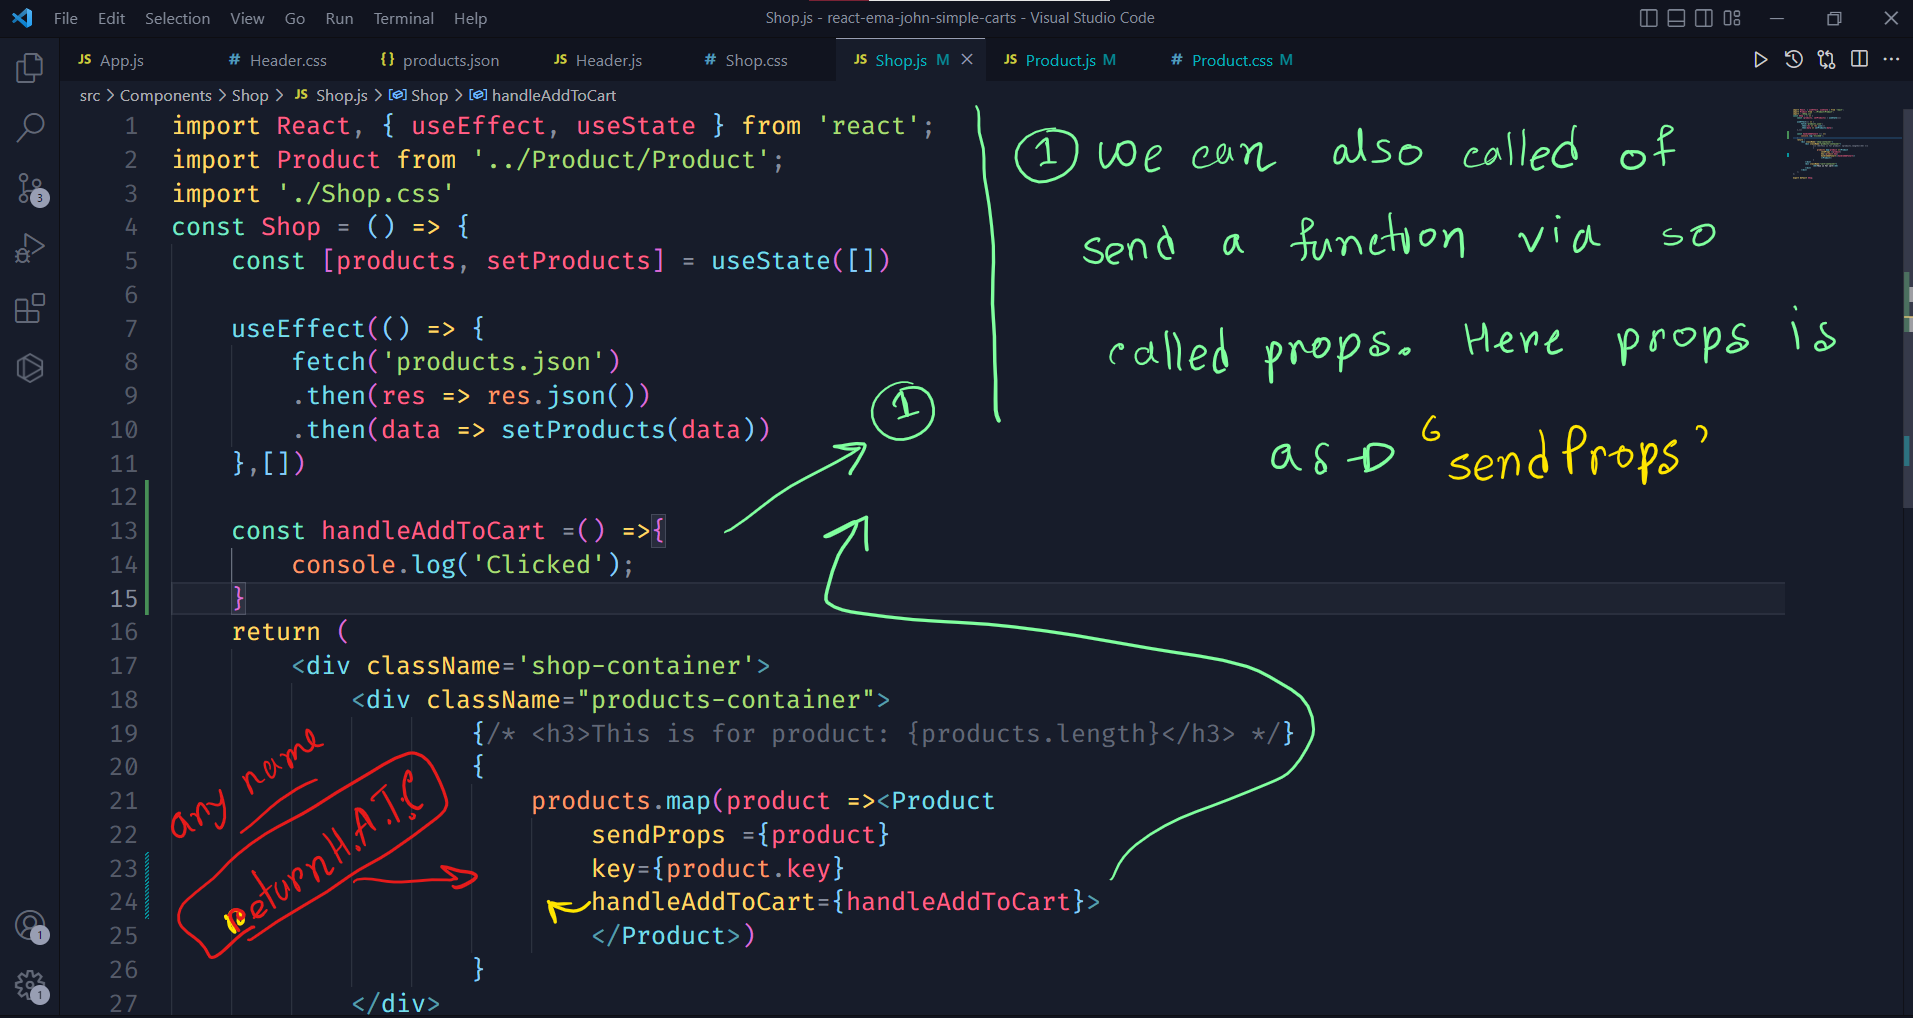 File Edit Selection View Go Run Terminal Help
Shop.js - react-ema-john-simple-carts - Visual Studio Code
JS App.js
# Header.css
{} products.json
JS Header.js
# Shop.css
JS Shop.js M
JS Product.js M
# Product.css M
src > Components > Shop > JS Shop.js > Shop > handleAddToCart
1 import React, { useEffect, useState } from 'react';
2 import Product from '../Product/Product';
3 import './Shop.css'
4 const Shop = () => {
5 const [products, setProducts] = useState([])
6
7 useEffect(() => {
8 fetch('products.json')
9 .then(res => res.json())
10 .then(data => setProducts(data))
11 },[])
12
13 const handleAddToCart =() =>{
14 console.log('Clicked');
15 }
16 return (
17 <div className='shop-container'>
18 <div className="products-container">
19 {/* <h3>This is for product: {products.length}</h3> */}
20 {
21 products.map(product =><Product
22 sendProps ={product}
23 key={product.key}
24 handleAddToCart={handleAddToCart}>
25 </Product>)
26 }
27 </div>
1 we can also called of
send a function via so
called props. Here props is
as → 'sendProps'
1
any name
returnH.A.T.C
3
1
1